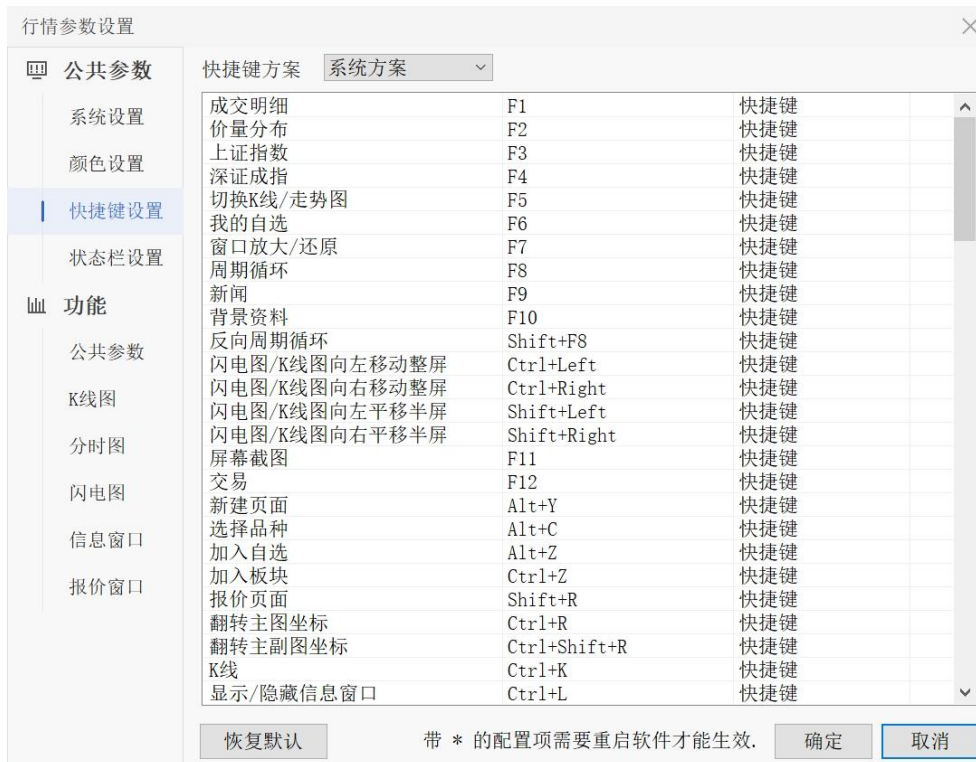 行情参数设置
公共参数
系统设置
颜色设置
快捷键设置
状态栏设置
功能
公共参数
K线图
分时图
闪电图
信息窗口
报价窗口
快捷键方案 系统方案
成交明细 F1 快捷键
价量分布 F2 快捷键
上证指数 F3 快捷键
深证成指 F4 快捷键
切换K线/走势图 F5 快捷键
我的自选 F6 快捷键
窗口放大/还原 F7 快捷键
周期循环 F8 快捷键
新闻 F9 快捷键
背景资料 F10 快捷键
反向周期循环 Shift+F8 快捷键
闪电图/K线图向左移动整屏 Ctrl+Left 快捷键
闪电图/K线图向右移动整屏 Ctrl+Right 快捷键
闪电图/K线图向左平移半屏 Shift+Left 快捷键
闪电图/K线图向右平移半屏 Shift+Right 快捷键
屏幕截图 F11 快捷键
交易 F12 快捷键
新建页面 Alt+Y 快捷键
选择品种 Alt+C 快捷键
加入自选 Alt+Z 快捷键
加入板块 Ctrl+Z 快捷键
报价页面 Shift+R 快捷键
翻转主图坐标 Ctrl+R 快捷键
翻转主副图坐标 Ctrl+Shift+R 快捷键
K线 Ctrl+K 快捷键
显示/隐藏信息窗口 Ctrl+L 快捷键
恢复默认 带 * 的配置项需要重启软件才能生效. 确定 取消